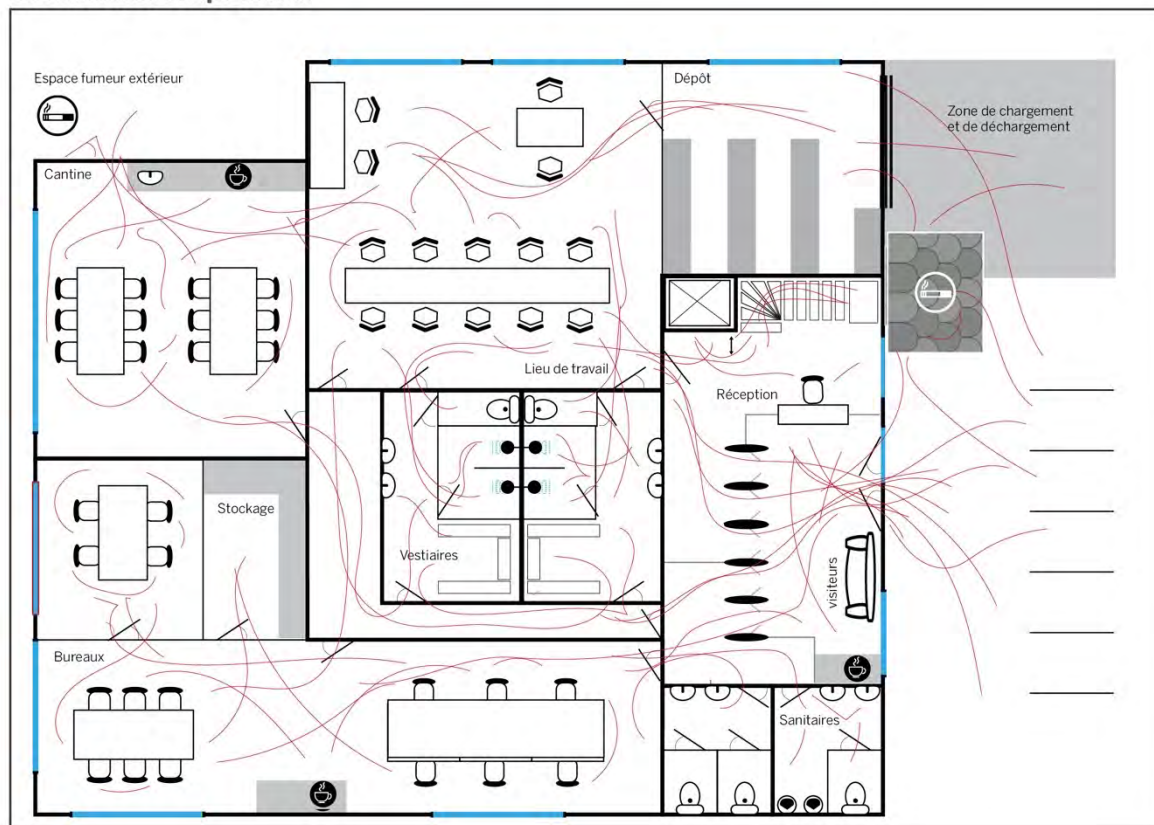 Espace fumeur extérieur
Dépôt
Zone de chargement
et de déchargement
Cantine
Lieu de travail
Réception
Stockage
Vestiaires
visiteurs
Bureaux
Sanitaires